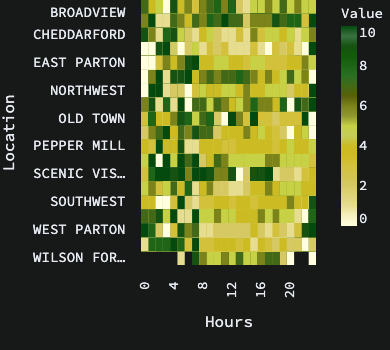 Value
BROADVIEW
10
CHEDDARFORD
8
EAST PARTON
6
NORTHWEST
OLD TOWN
4
PEPPER MILL
2
SCENIC VIS…
0
SOUTHWEST
WEST PARTON
WILSON FOR…
Location
0 4 8 12 16 20
Hours